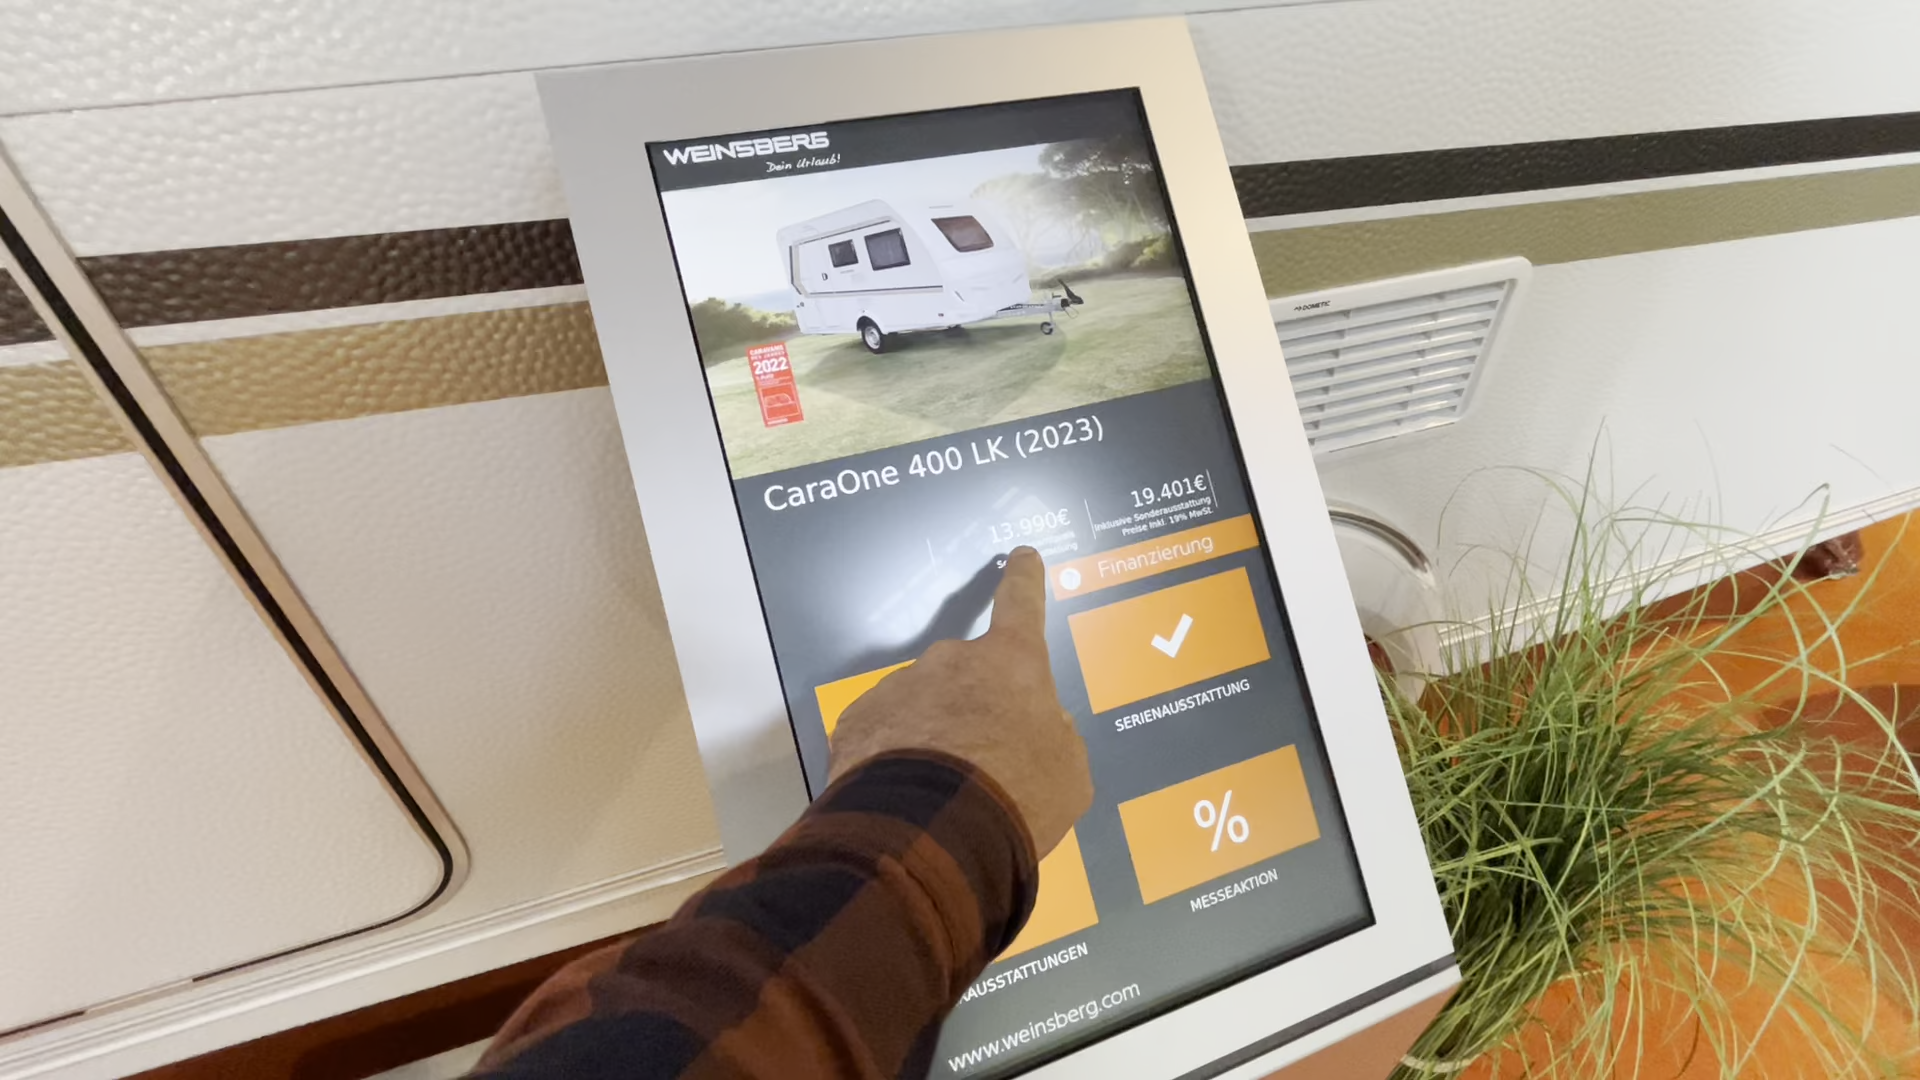 WEINSBERG
Dein Urlaub!
CARAVANS
2022
CaraOne 400 LK (2023)
13.990€
19.401€
Inklusive Sonderausstattung
Preise inkl. 19% MwSt.
Finanzierung
SERIENAUSSTATTUNG
AUSSTATTUNGEN
MESSEAKTION
%
www.weinsberg.com
DOMETIC